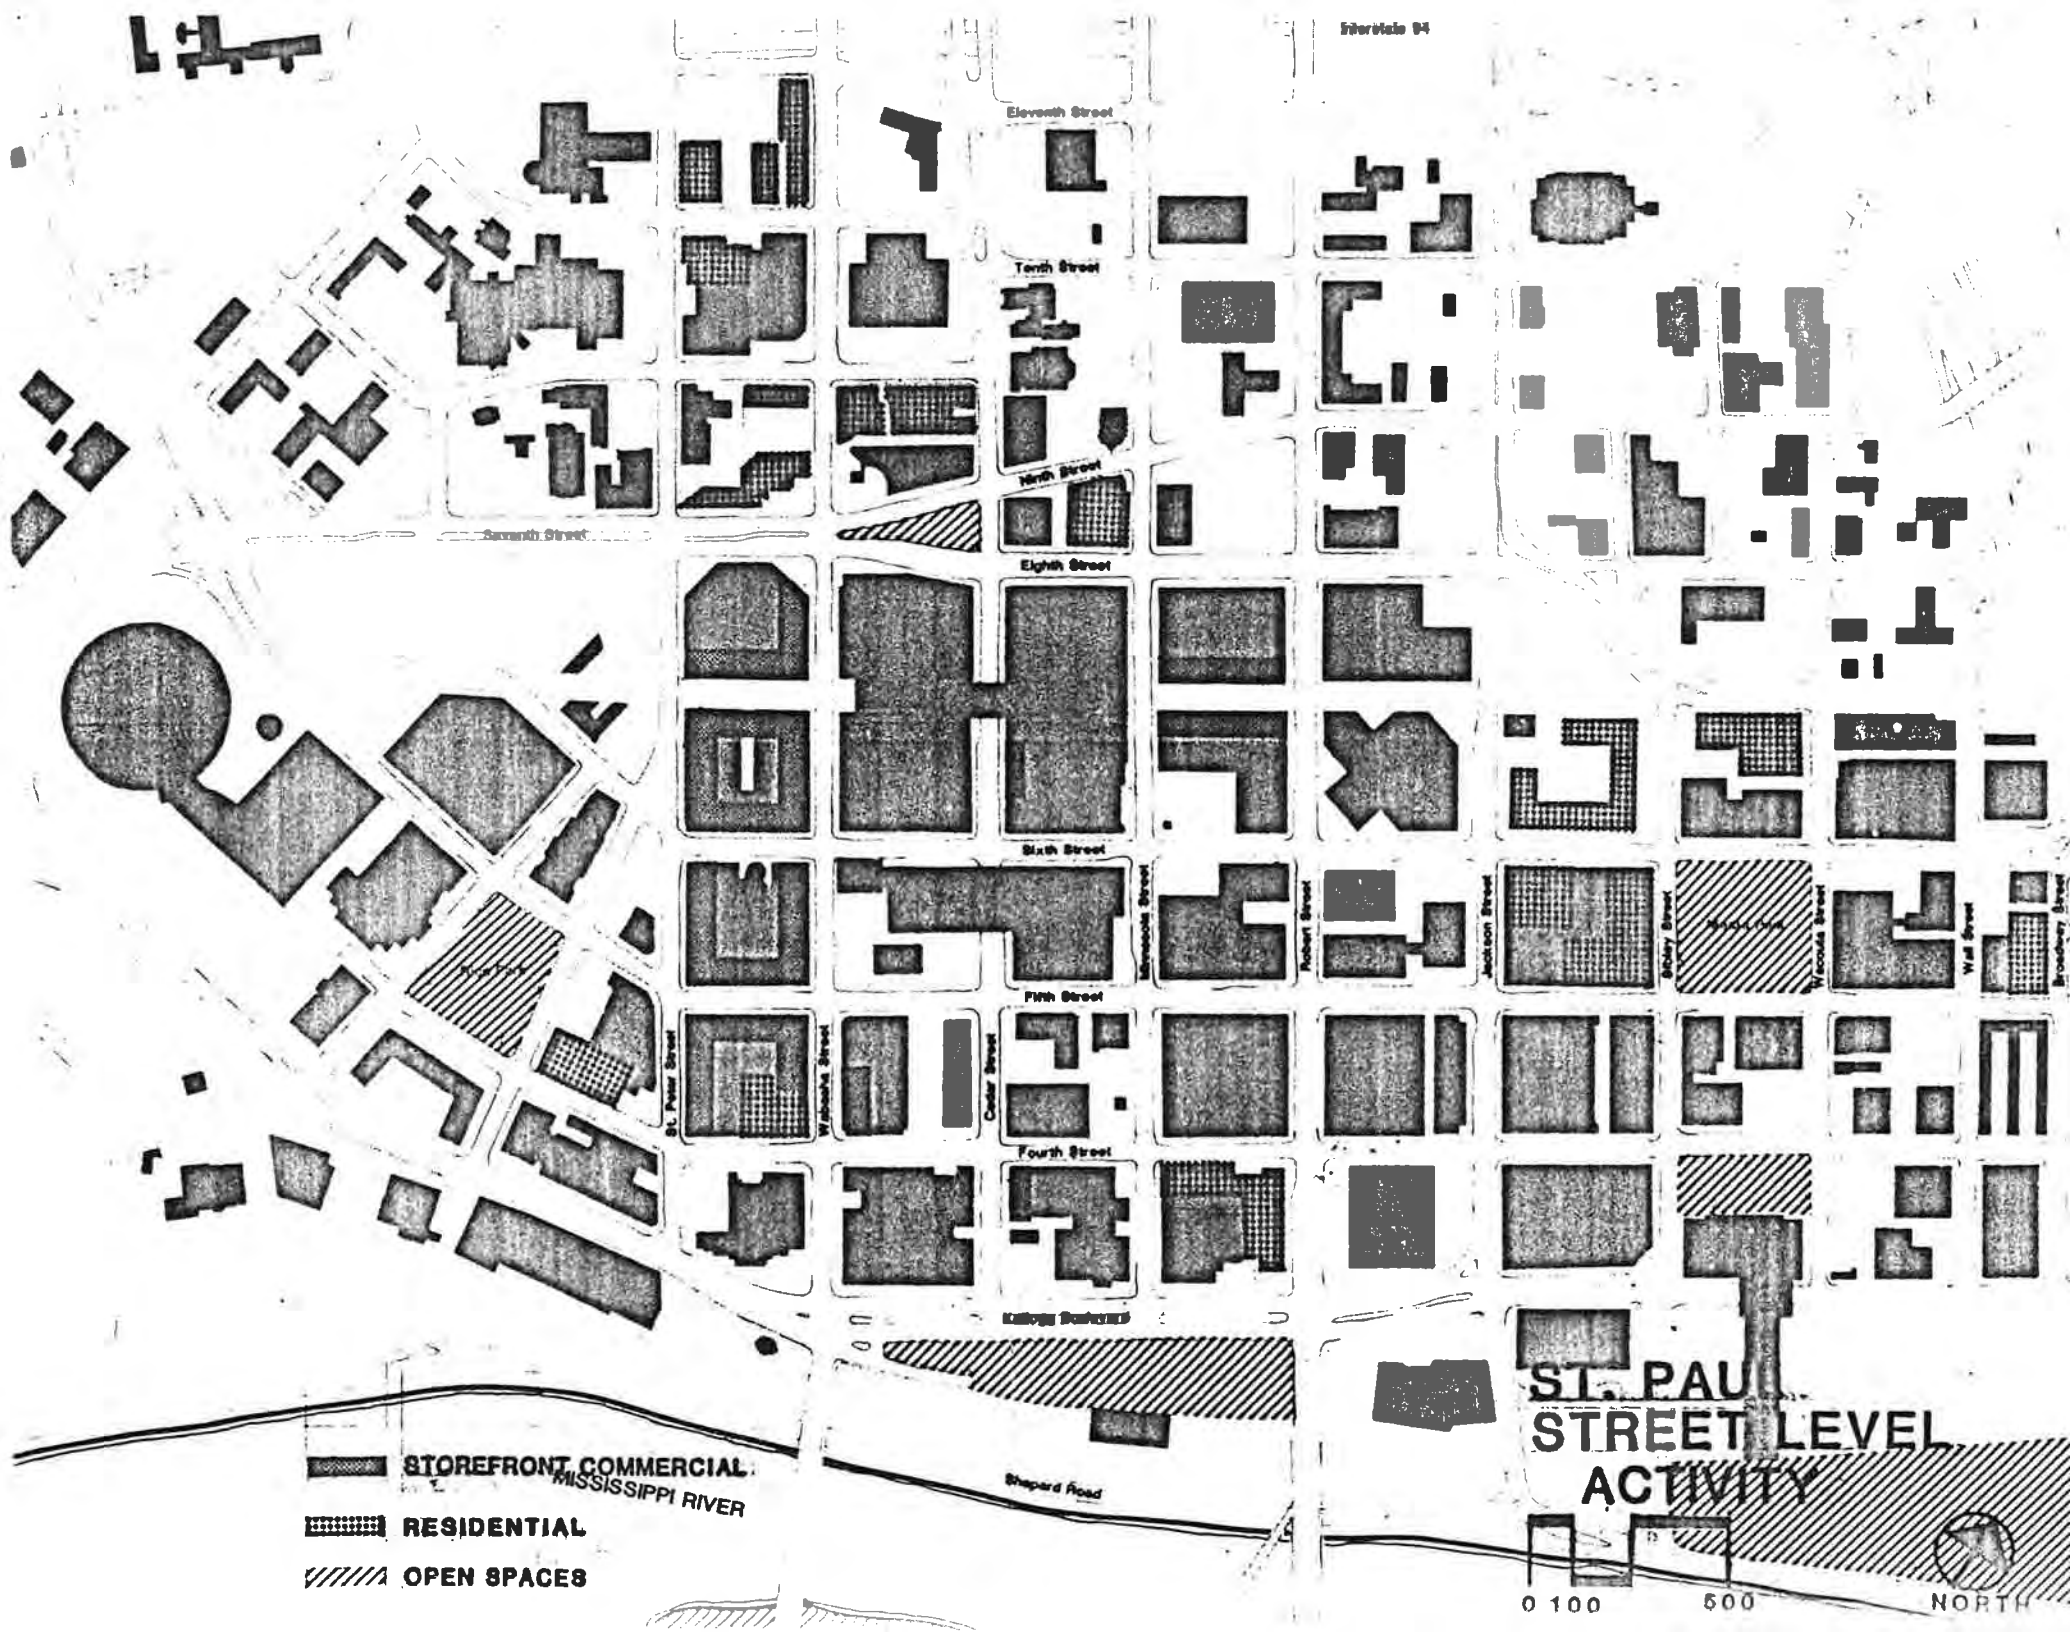 Interstate 94
Eleventh Street
Tenth Street
Ninth Street
Seventh Street
Eighth Street
Sixth Street
Minnesota Street
Robert Street
Jackson Street
Sibley Street
Wacouta Street
Wall Street
Broadway Street
Rice Park
Fifth Street
St. Peter Street
Wabasha Street
Cedar Street
Fourth Street
Kellogg Boulevard
ST. PAUL
STREET LEVEL
ACTIVITY
STOREFRONT COMMERCIAL
MISSISSIPPI RIVER
Shepard Road
RESIDENTIAL
OPEN SPACES
0 100 500
NORTH